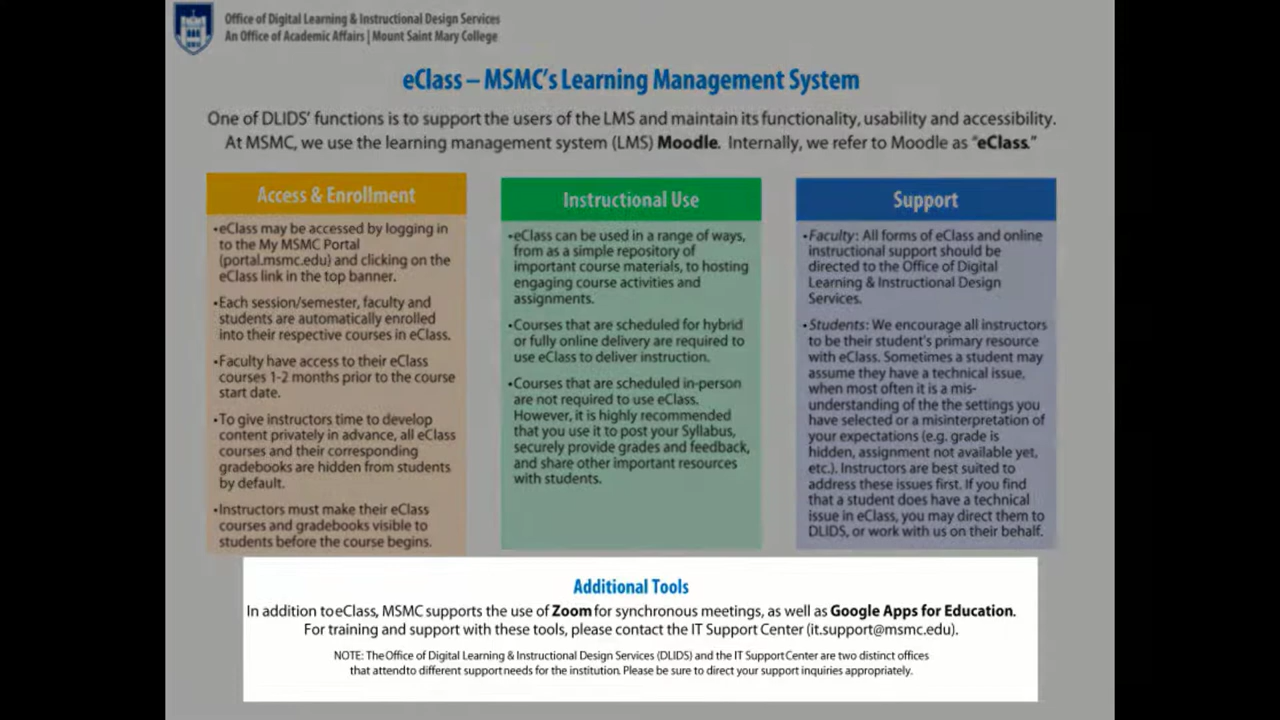 Office of Digital Learning & Instructional Design Services
An Office of Academic Affairs | Mount Saint Mary College
eClass – MSMC's Learning Management System
One of DLIDS' functions is to support the users of the LMS and maintain its functionality, usability and accessibility.
At MSMC, we use the learning management system (LMS) Moodle. Internally, we refer to Moodle as "eClass."
Access & Enrollment
•eClass may be accessed by logging in
to the My MSMC Portal
(portal.msmc.edu) and clicking on the
eClass link in the top banner.
•Each session/semester, faculty and
students are automatically enrolled
into their respective courses in eClass.
•Faculty have access to their eClass
courses 1-2 months prior to the course
start date.
•To give instructors time to develop
content privately in advance, all eClass
courses and their corresponding
gradebooks are hidden from students
by default.
•Instructors must make their eClass
courses and gradebooks visible to
students before the course begins.
Instructional Use
•eClass can be used in a range of ways,
from as a simple repository of
important course materials, to hosting
engaging course activities and
assignments.
•Courses that are scheduled for hybrid
or fully online delivery are required to
use eClass to deliver instruction.
•Courses that are scheduled in-person
are not required to use eClass.
However, it is highly recommended
that you use it to post your Syllabus,
securely provide grades and feedback,
and share other important resources
with students.
Support
•Faculty: All forms of eClass and online
instructional support should be
directed to the Office of Digital
Learning & Instructional Design
Services.
•Students: We encourage all instructors
to be their student's primary resource
with eClass. Sometimes a student may
assume they have a technical issue,
when most often it is a mis-
understanding of the the settings you
have selected or a misinterpretation of
your expectations (e.g. grade is
hidden, assignment not available yet,
etc.). Instructors are best suited to
address these issues first. If you find
that a student does have a technical
issue in eClass, you may direct them to
DLIDS, or work with us on their behalf.
Additional Tools
In addition to eClass, MSMC supports the use of Zoom for synchronous meetings, as well as Google Apps for Education.
For training and support with these tools, please contact the IT Support Center (it.support@msmc.edu).
NOTE: The Office of Digital Learning & Instructional Design Services (DLIDS) and the IT Support Center are two distinct offices
that attend to different support needs for the institution. Please be sure to direct your support inquiries appropriately.